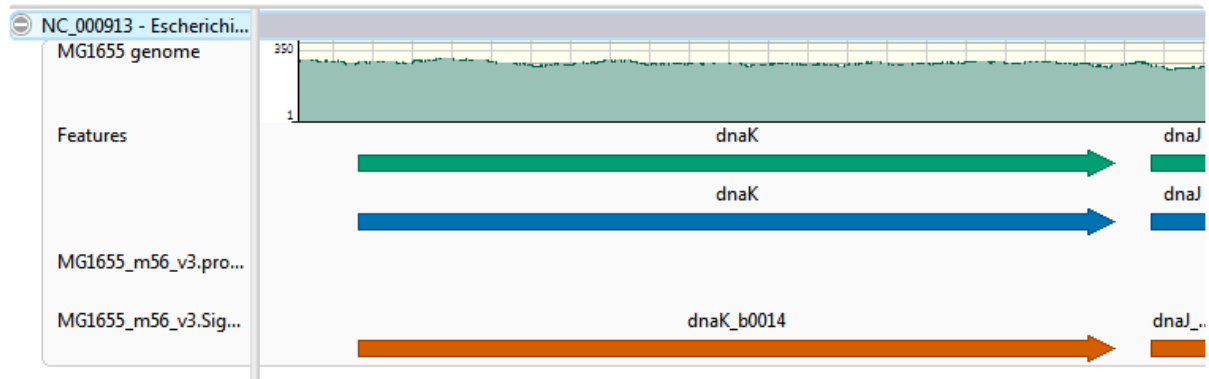 NC_000913 - Escherichi...
MG1655 genome
350
1
Features
dnaK
dnaJ
dnaK
dnaJ
MG1655_m56_v3.pro...
MG1655_m56_v3.Sig...
dnaK_b0014
dnaJ_..